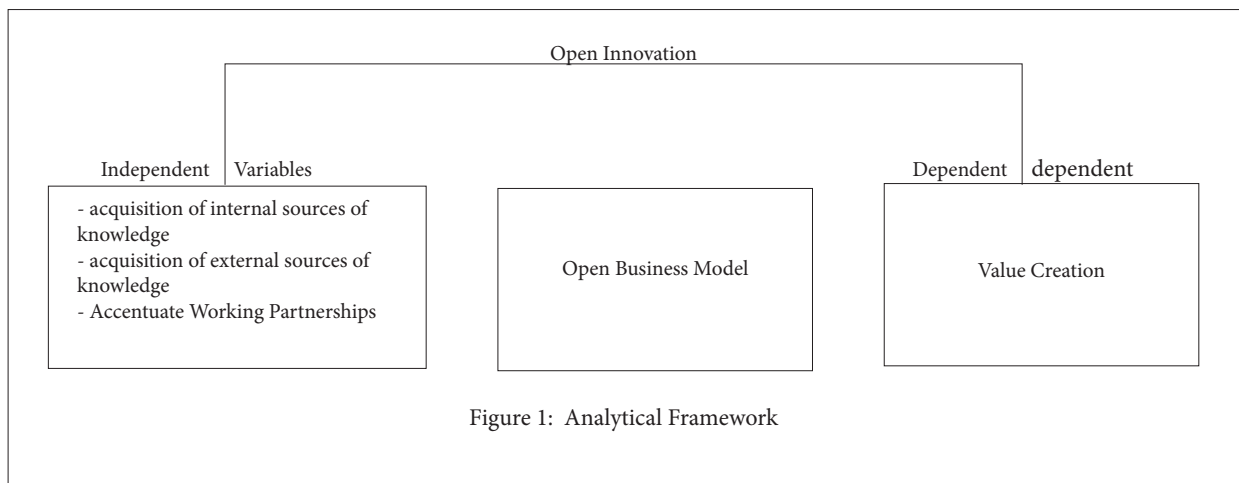 Open Innovation
Independent Variables
Dependent dependent
- acquisition of internal sources of
knowledge
- acquisition of external sources of
knowledge
- Accentuate Working Partnerships
Open Business Model
Value Creation
Figure 1: Analytical Framework